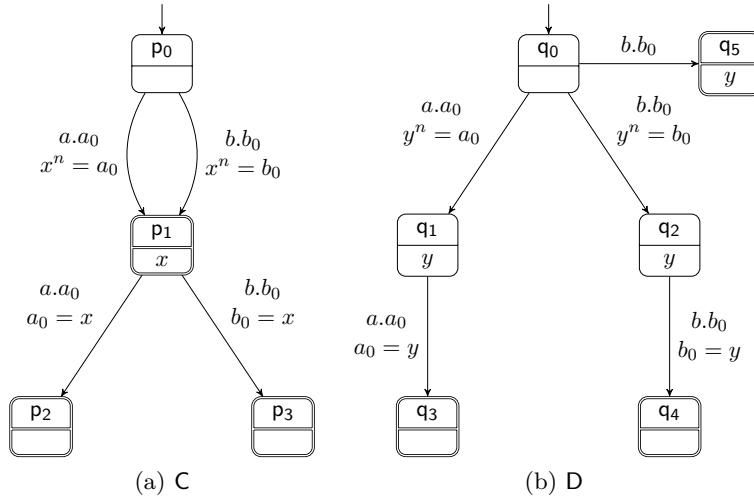 p₀
q₀
b.b₀
q₅
y
a.a₀
xⁿ = a₀
b.b₀
xⁿ = b₀
a.a₀
yⁿ = a₀
b.b₀
yⁿ = b₀
p₁
x
q₁
y
q₂
y
a.a₀
a₀ = x
b.b₀
b₀ = x
a.a₀
a₀ = y
b.b₀
b₀ = y
p₂
p₃
q₃
q₄
(a) C
(b) D